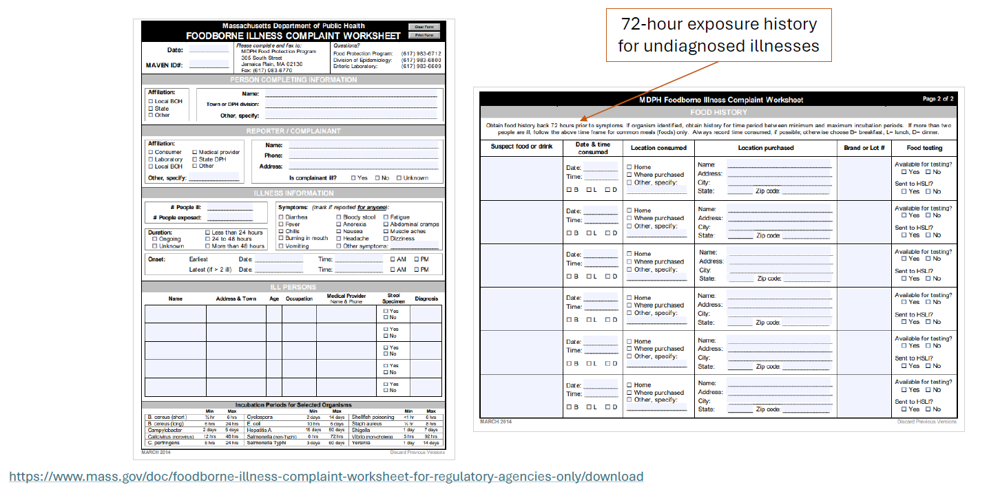 72-hour exposure history
for undiagnosed illnesses
Massachusetts Department of Public Health
FOODBORNE ILLNESS COMPLAINT WORKSHEET
Clear Form
Print Form
Date:
MAVEN ID#:
Please complete and fax to:
MDPH Food Protection Program
305 South Street
Jamaica Plain, MA 02130
Fax: (617) 983-6770
Questions?
Food Protection Program: (617) 983-6712
Division of Epidemiology: (617) 983-6800
Enteric Laboratory: (617) 983-6609
PERSON COMPLETING INFORMATION
Affiliation:
Local BOH
State
Other
Name:
Town or DPH division:
Other, specify:
REPORTER / COMPLAINANT
Affiliation:
Consumer Medical provider
Laboratory State DPH
Local BOH Other
Other, specify:
Name:
Phone:
Address:
Is complainant ill? Yes No Unknown
ILLNESS INFORMATION
# People ill:
# People exposed:
Duration: Less than 24 hours
Ongoing 24 to 48 hours
Unknown More than 48 hours
Symptoms: (mark if reported for anyone):
Diarrhea Bloody stool Fatigue
Fever Anorexia Abdominal cramps
Chills Nausea Muscle aches
Burning in mouth Headache Dizziness
Vomiting Other symptoms:
Onset: Earliest Date: Time: AM PM
Latest (if > 2 ill) Date: Time: AM PM
ILL PERSONS
Name Address & Town Age Occupation Medical Provider Name & Phone Stool Specimen Diagnosis
Yes
No
Yes
No
Yes
No
Yes
No
Yes
No
Incubation Periods for Selected Organisms
Min Max Min Max Min Max
B. cereus (short) ½ hr 6 hrs Cyclospora 2 days 14 days Shellfish poisoning <1 hr 6 hrs
B. cereus (long) 6 hrs 24 hrs E. coli 10 hrs 8 days Staph aureus ½ hr 8 hrs
Campylobacter 2 days 5 days Hepatitis A 15 days 50 days Shigella 1 day 7 days
Calicivirus (norovirus) 12 hrs 48 hrs Salmonella (non-Typhi) 6 hrs 72 hrs Vibrio (non-cholera) 5 hrs 92 hrs
C. perfringens 6 hrs 24 hrs Salmonella Typhi 3 days 60 days Yersinia 1 day 14 days
MARCH 2014 Discard Previous Versions
MDPH Foodborne Illness Complaint Worksheet Page 2 of 2
FOOD HISTORY
Obtain food history back 72 hours prior to symptoms. If organism identified, obtain history for time period between minimum and maximum incubation periods. If more than two
people are ill, follow the above time frame for common meals (foods) only. Always record time consumed, if possible; otherwise choose B= breakfast, L= lunch, D= dinner.
Suspect food or drink Date & time consumed Location consumed Location purchased Brand or Lot # Food testing
Date: Home Name: Available for testing?
Time: Where purchased Address: Yes No
Other, specify: City: Sent to HSLI?
B L D State: Zip code: Yes No
Date: Home Name: Available for testing?
Time: Where purchased Address: Yes No
Other, specify: City: Sent to HSLI?
B L D State: Zip code: Yes No
Date: Home Name: Available for testing?
Time: Where purchased Address: Yes No
Other, specify: City: Sent to HSLI?
B L D State: Zip code: Yes No
Date: Home Name: Available for testing?
Time: Where purchased Address: Yes No
Other, specify: City: Sent to HSLI?
B L D State: Zip code: Yes No
Date: Home Name: Available for testing?
Time: Where purchased Address: Yes No
Other, specify: City: Sent to HSLI?
B L D State: Zip code: Yes No
Date: Home Name: Available for testing?
Time: Where purchased Address: Yes No
Other, specify: City: Sent to HSLI?
B L D State: Zip code: Yes No
MARCH 2014 Discard Previous Versions
https://www.mass.gov/doc/foodborne-illness-complaint-worksheet-for-regulatory-agencies-only/download